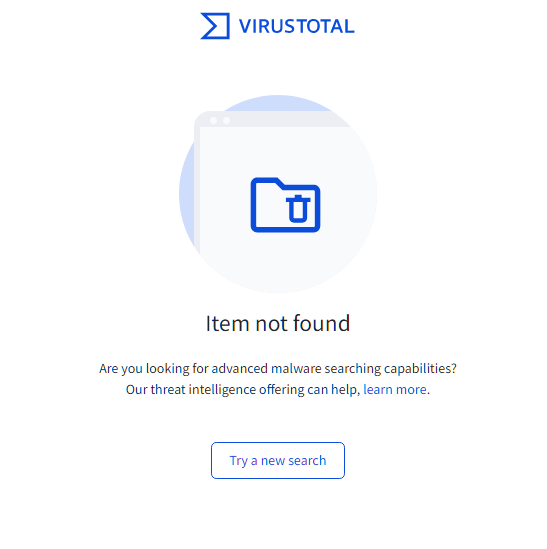 VIRUSTOTAL
Item not found
Are you looking for advanced malware searching capabilities?
Our threat intelligence offering can help, learn more.
Try a new search